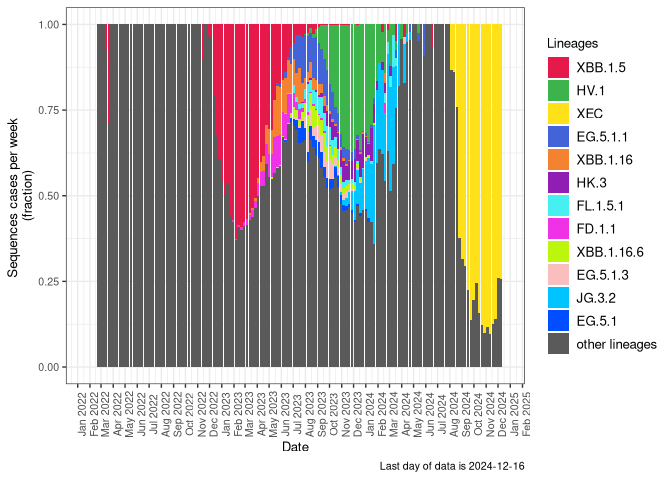 1.00
0.75
0.50
0.25
0.00
Sequences cases per week
(fraction)
Jan 2022
Feb 2022
Mar 2022
Apr 2022
May 2022
Jun 2022
Jul 2022
Aug 2022
Sep 2022
Oct 2022
Nov 2022
Dec 2022
Jan 2023
Feb 2023
Mar 2023
Apr 2023
May 2023
Jun 2023
Jul 2023
Aug 2023
Sep 2023
Oct 2023
Nov 2023
Dec 2023
Jan 2024
Feb 2024
Mar 2024
Apr 2024
May 2024
Jun 2024
Jul 2024
Aug 2024
Sep 2024
Oct 2024
Nov 2024
Dec 2024
Jan 2025
Feb 2025
Date
Lineages
XBB.1.5
HV.1
XEC
EG.5.1.1
XBB.1.16
HK.3
FL.1.5.1
FD.1.1
XBB.1.16.6
EG.5.1.3
JG.3.2
EG.5.1
other lineages
Last day of data is 2024-12-16